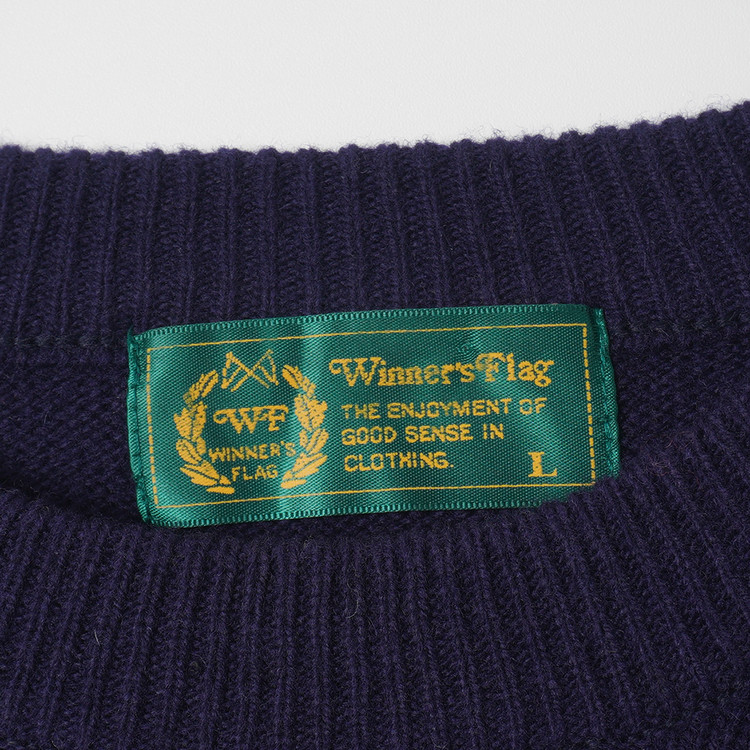 WF
WINNER'S
FLAG
Winner's Flag
THE ENJOYMENT OF
GOOD SENSE IN
CLOTHING.
L